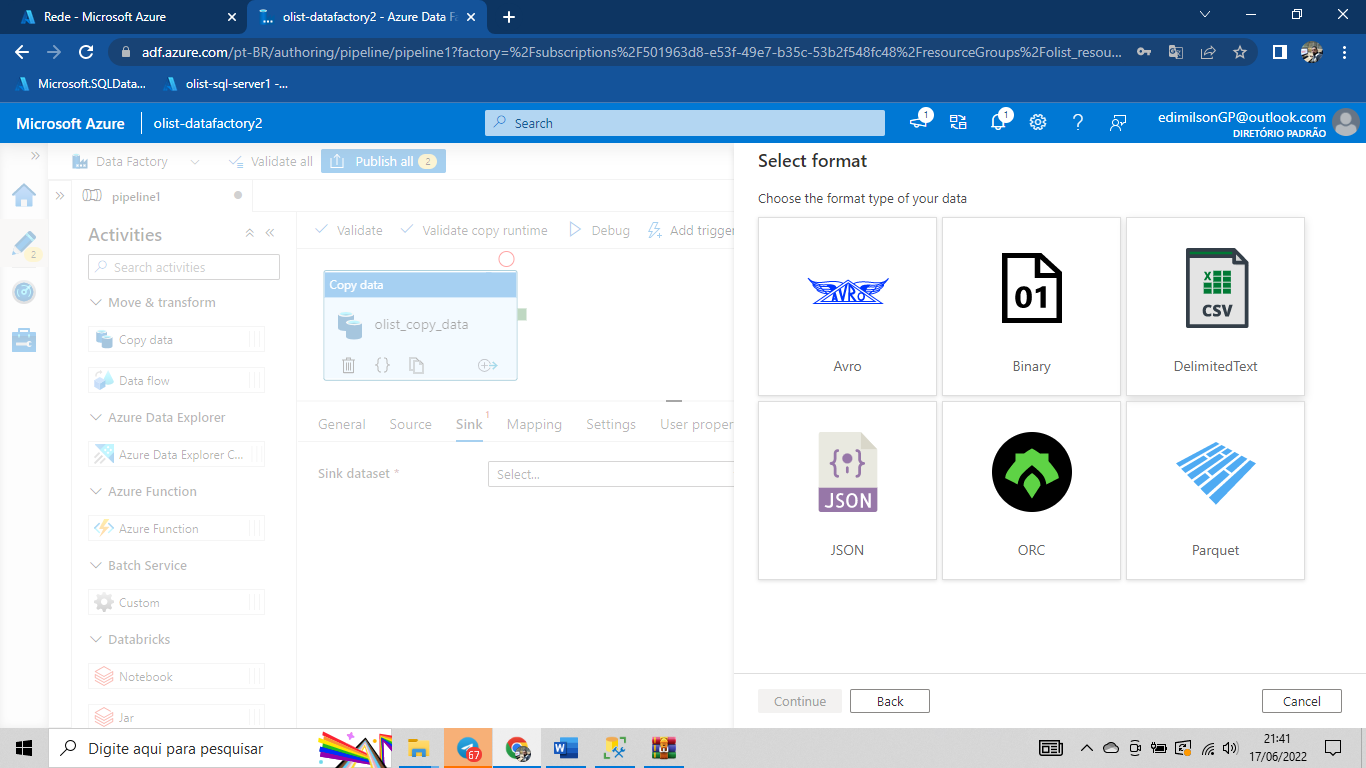 Rede - Microsoft Azure
olist-datafactory2 - Azure Data Fa
adf.azure.com/pt-BR/authoring/pipeline/pipeline1?factory=%2Fsubscriptions%2F501963d8-e53f-49e7-b35c-53b2f548fc48%2FresourceGroups%2Folist_resou...
Microsoft.SQLData...
olist-sql-server1 -...
Microsoft Azure
olist-datafactory2
Search
1
1
edimilsonGP@outlook.com
DIRETÓRIO PADRÃO
Data Factory
Validate all
Publish all 2
pipeline1
2
Activities
Search activities
Move & transform
Copy data
Data flow
Azure Data Explorer
Azure Data Explorer C...
Azure Function
Azure Function
Batch Service
Custom
Databricks
Notebook
Jar
Validate
Validate copy runtime
Debug
Add trigger
Copy data
olist_copy_data
General
Source
Sink 1
Mapping
Settings
User proper
Sink dataset *
Select...
Select format
Choose the format type of your data
AVRO
Avro
01
Binary
X
CSV
DelimitedText
JSON
JSON
ORC
Parquet
Continue
Back
Cancel
Digite aqui para pesquisar
67
27
W
21:41
17/06/2022